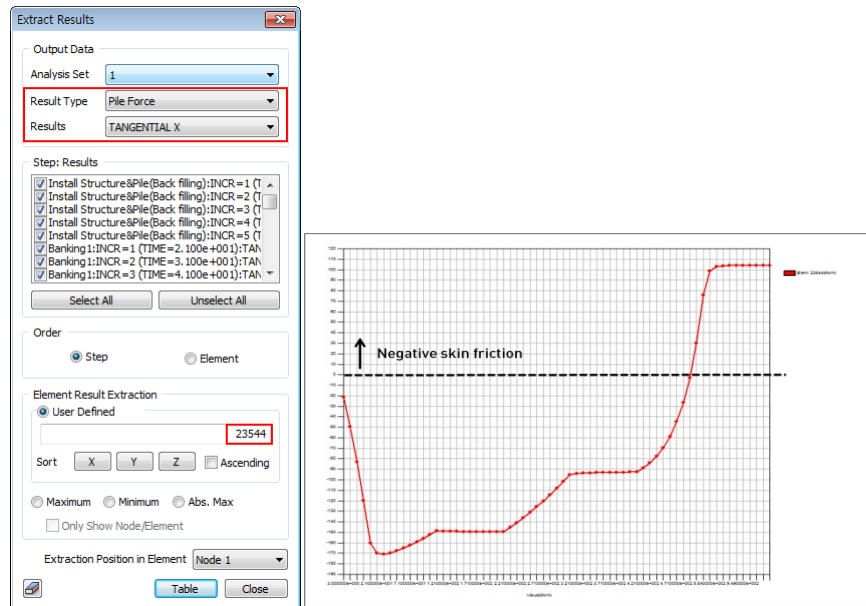 Extract Results
Output Data
Analysis Set 1
Result Type Pile Force
Results TANGENTIAL X
Step: Results
Install Structure&Pile(Back filling):INCR=1 (T
Install Structure&Pile(Back filling):INCR=2 (T
Install Structure&Pile(Back filling):INCR=3 (T
Install Structure&Pile(Back filling):INCR=4 (T
Install Structure&Pile(Back filling):INCR=5 (T
Banking1:INCR=1 (TIME=2.100e+001):TAN
Banking1:INCR=2 (TIME=3.100e+001):TAN
Banking1:INCR=3 (TIME=4.100e+001):TAN
Select All Unselect All
Order
Step Element
Element Result Extraction
User Defined
23544
Sort X Y Z Ascending
Maximum Minimum Abs. Max
Only Show Node/Element
Extraction Position in Element Node 1
Table Close
120
110
100
90
80
70
60
50
40
30
20
10
0
-10
-20
-30
-40
-50
-60
-70
-80
-90
-100
-110
-120
-130
-140
-150
-160
-170
-180
-190
Negative skin friction